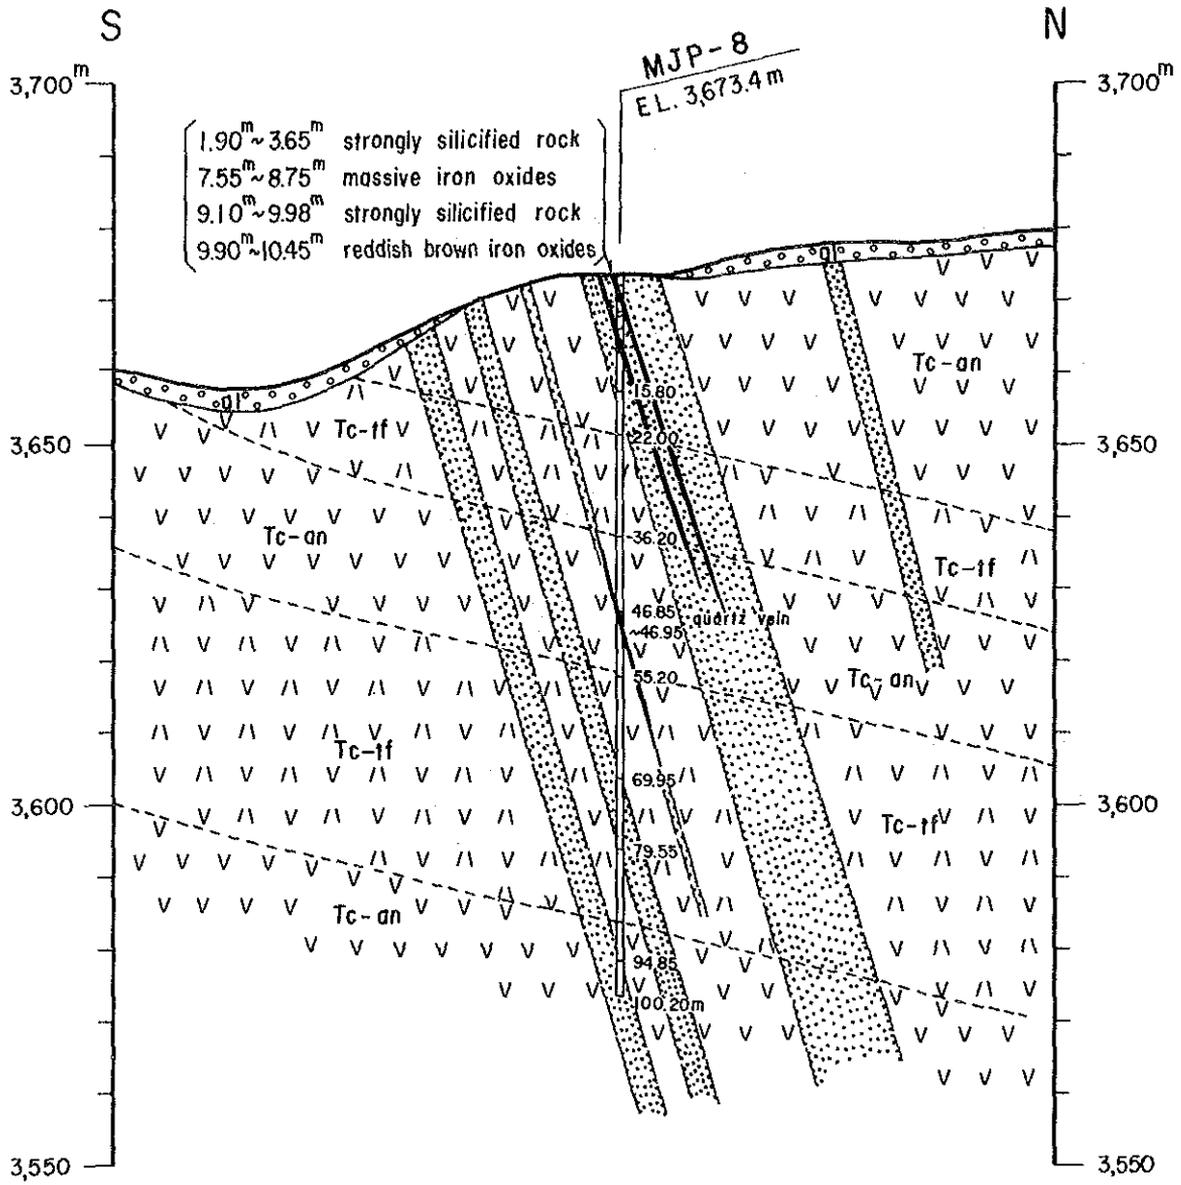 S
N
MJP-8
EL. 3,673.4m
3,700m
3,700m
1.90m~3.65m strongly silicified rock
7.55m~8.75m massive iron oxides
9.10m~9.98m strongly silicified rock
9.90m~10.45m reddish brown iron oxides
Ql
Tc-an
15.80
Ql
Tc-tf
22.00
3,650
3,650
Tc-an
36.20
Tc-tf
46.85
~46.95
quartz vein
55.20
Tc-an
Tc-tf
69.95
3,600
3,600
Tc-tf
79.55
Tc-an
94.85
100.20m
3,550
3,550